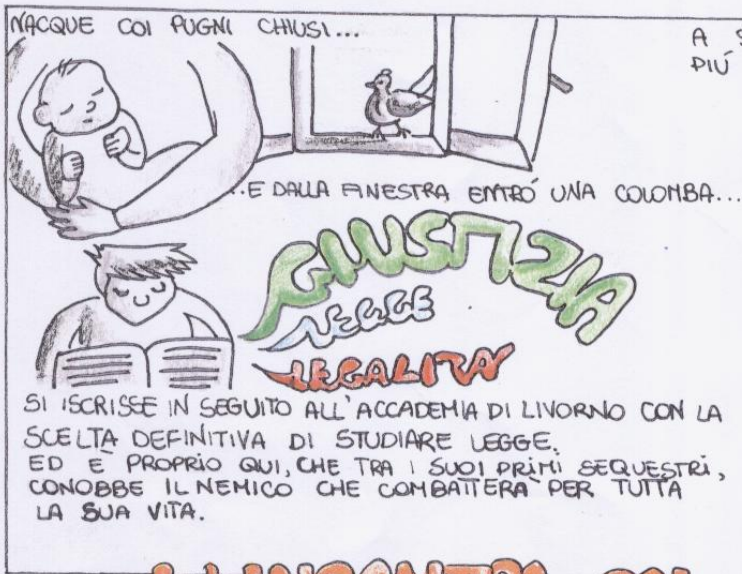 NACQUE COI PUGNI CHIUSI...
A
PIÚ
...E DALLA FINESTRA ENTRÓ UNA COLOMBA...
GIUSTIZIA
LEGGE
LEGALITA'
SI ISCRISSE IN SEGUITO ALL'ACCADEMIA DI LIVORNO CON LA
SCELTA DEFINITIVA DI STUDIARE LEGGE.
ED È PROPRIO QUI, CHE TRA I SUOI PRIMI SEQUESTRI,
CONOBBE IL NEMICO CHE COMBATTERÀ PER TUTTA
LA SUA VITA.